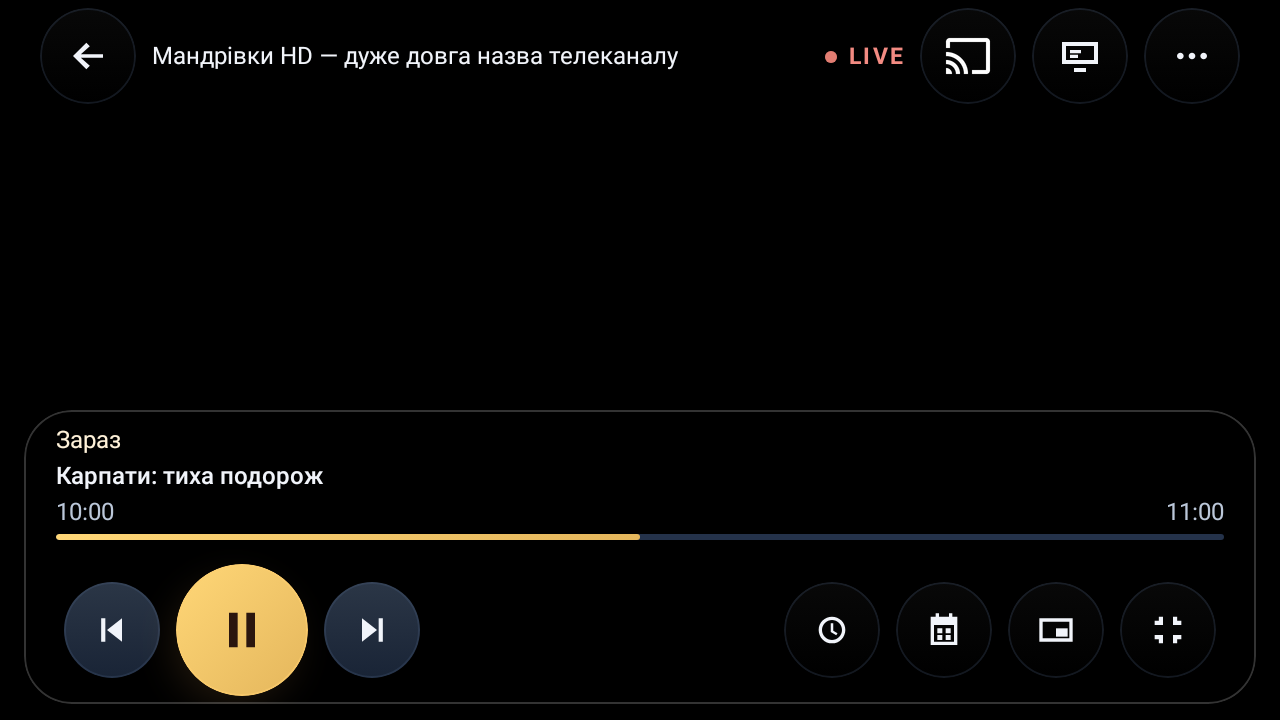 Мандрівки HD — дуже довга назва телеканалу
LIVE
Зараз
Карпати: тиха подорож
10:00
11:00